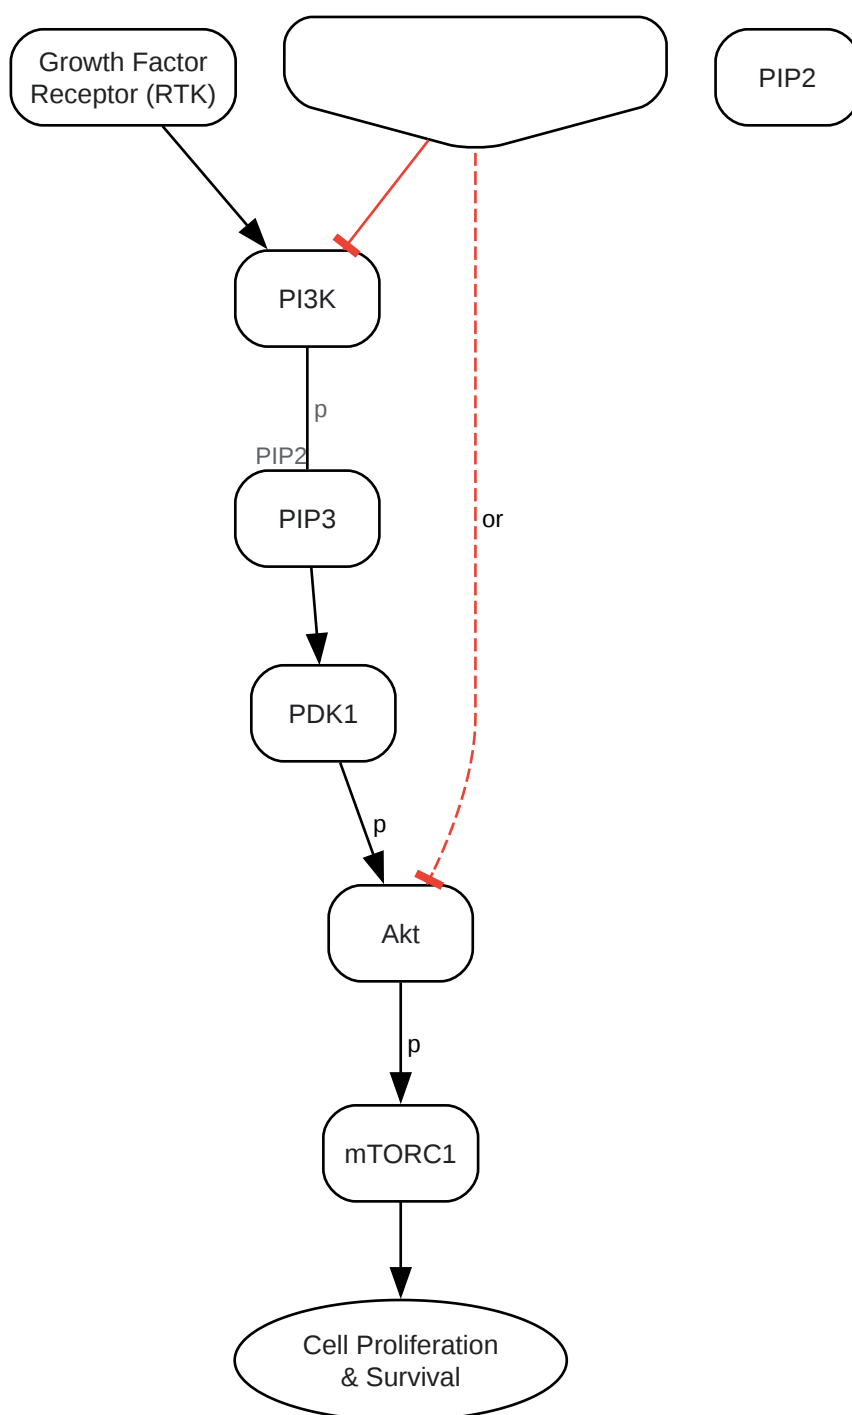 Growth Factor
Receptor (RTK)
PIP2
PI3K
p
PIP2
PIP3
or
PDK1
p
Akt
p
mTORC1
Cell Proliferation
& Survival